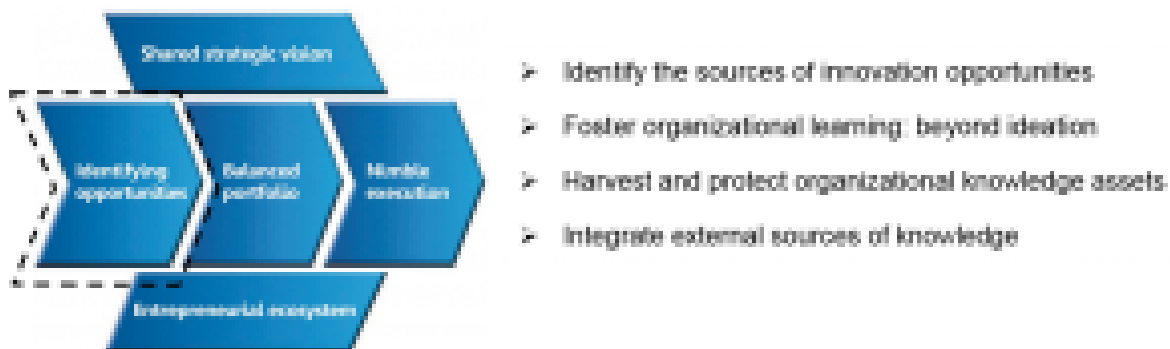 Shared strategic vision
Identifying
opportunities
Balanced
portfolio
Nimble
execution
Entrepreneurial ecosystem
Identify the sources of innovation opportunities
Foster organizational learning: beyond ideation
Harvest and protect organizational knowledge assets
Integrate external sources of knowledge